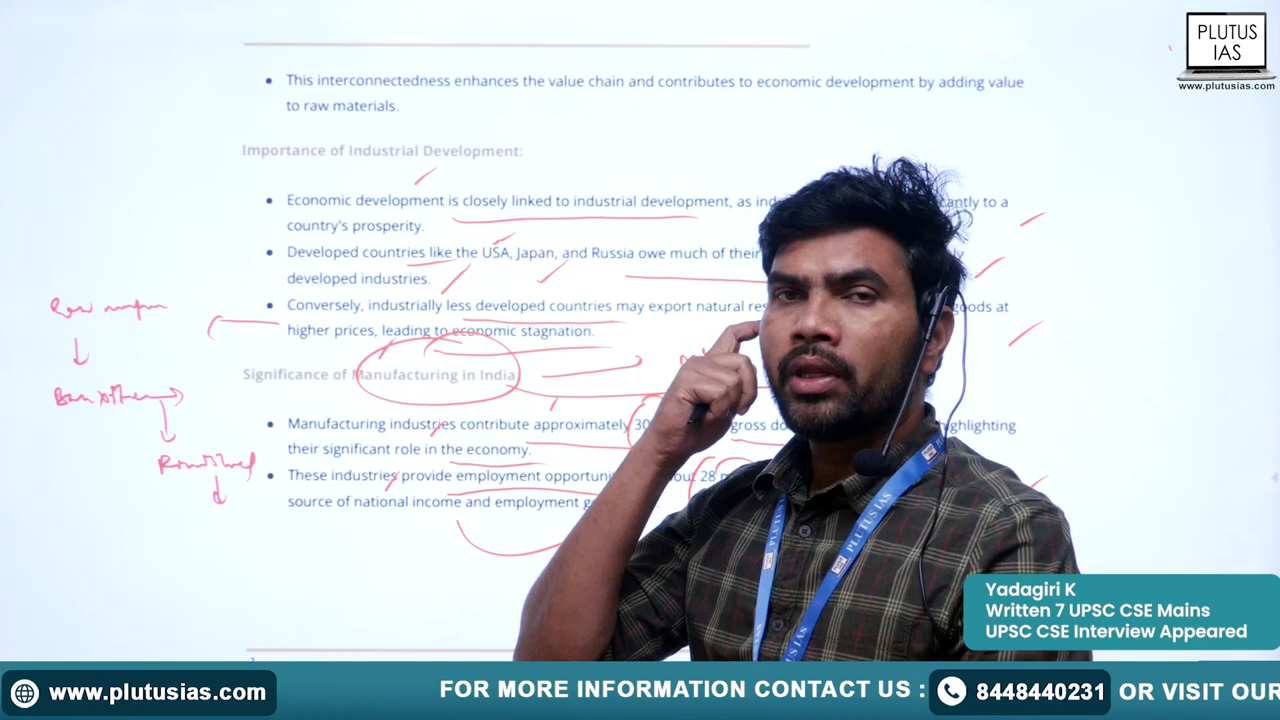 PLUTUS
IAS
www.plutusias.com
This interconnectedness enhances the value chain and contributes to economic development by adding value
to raw materials.
Importance of Industrial Development:
Economic development is closely linked to industrial development, as to a
country's prosperity.
Developed countries like the USA, Japan, and Russia owe much of their
developed industries.
Conversely, industrially less developed countries may export natural goods at
higher prices, leading to economic stagnation.
Significance of Manufacturing in India
Manufacturing industries contribute approximately gross
their significant role in the economy.
These industries provide employment 28
source of national income and employment
PLUTUS IAS
PLUTUS IAS
Yadagiri K
Written 7 UPSC CSE Mains
UPSC CSE Interview Appeared
www.plutusias.com
FOR MORE INFORMATION CONTACT US : 8448440231 OR VISIT OUR